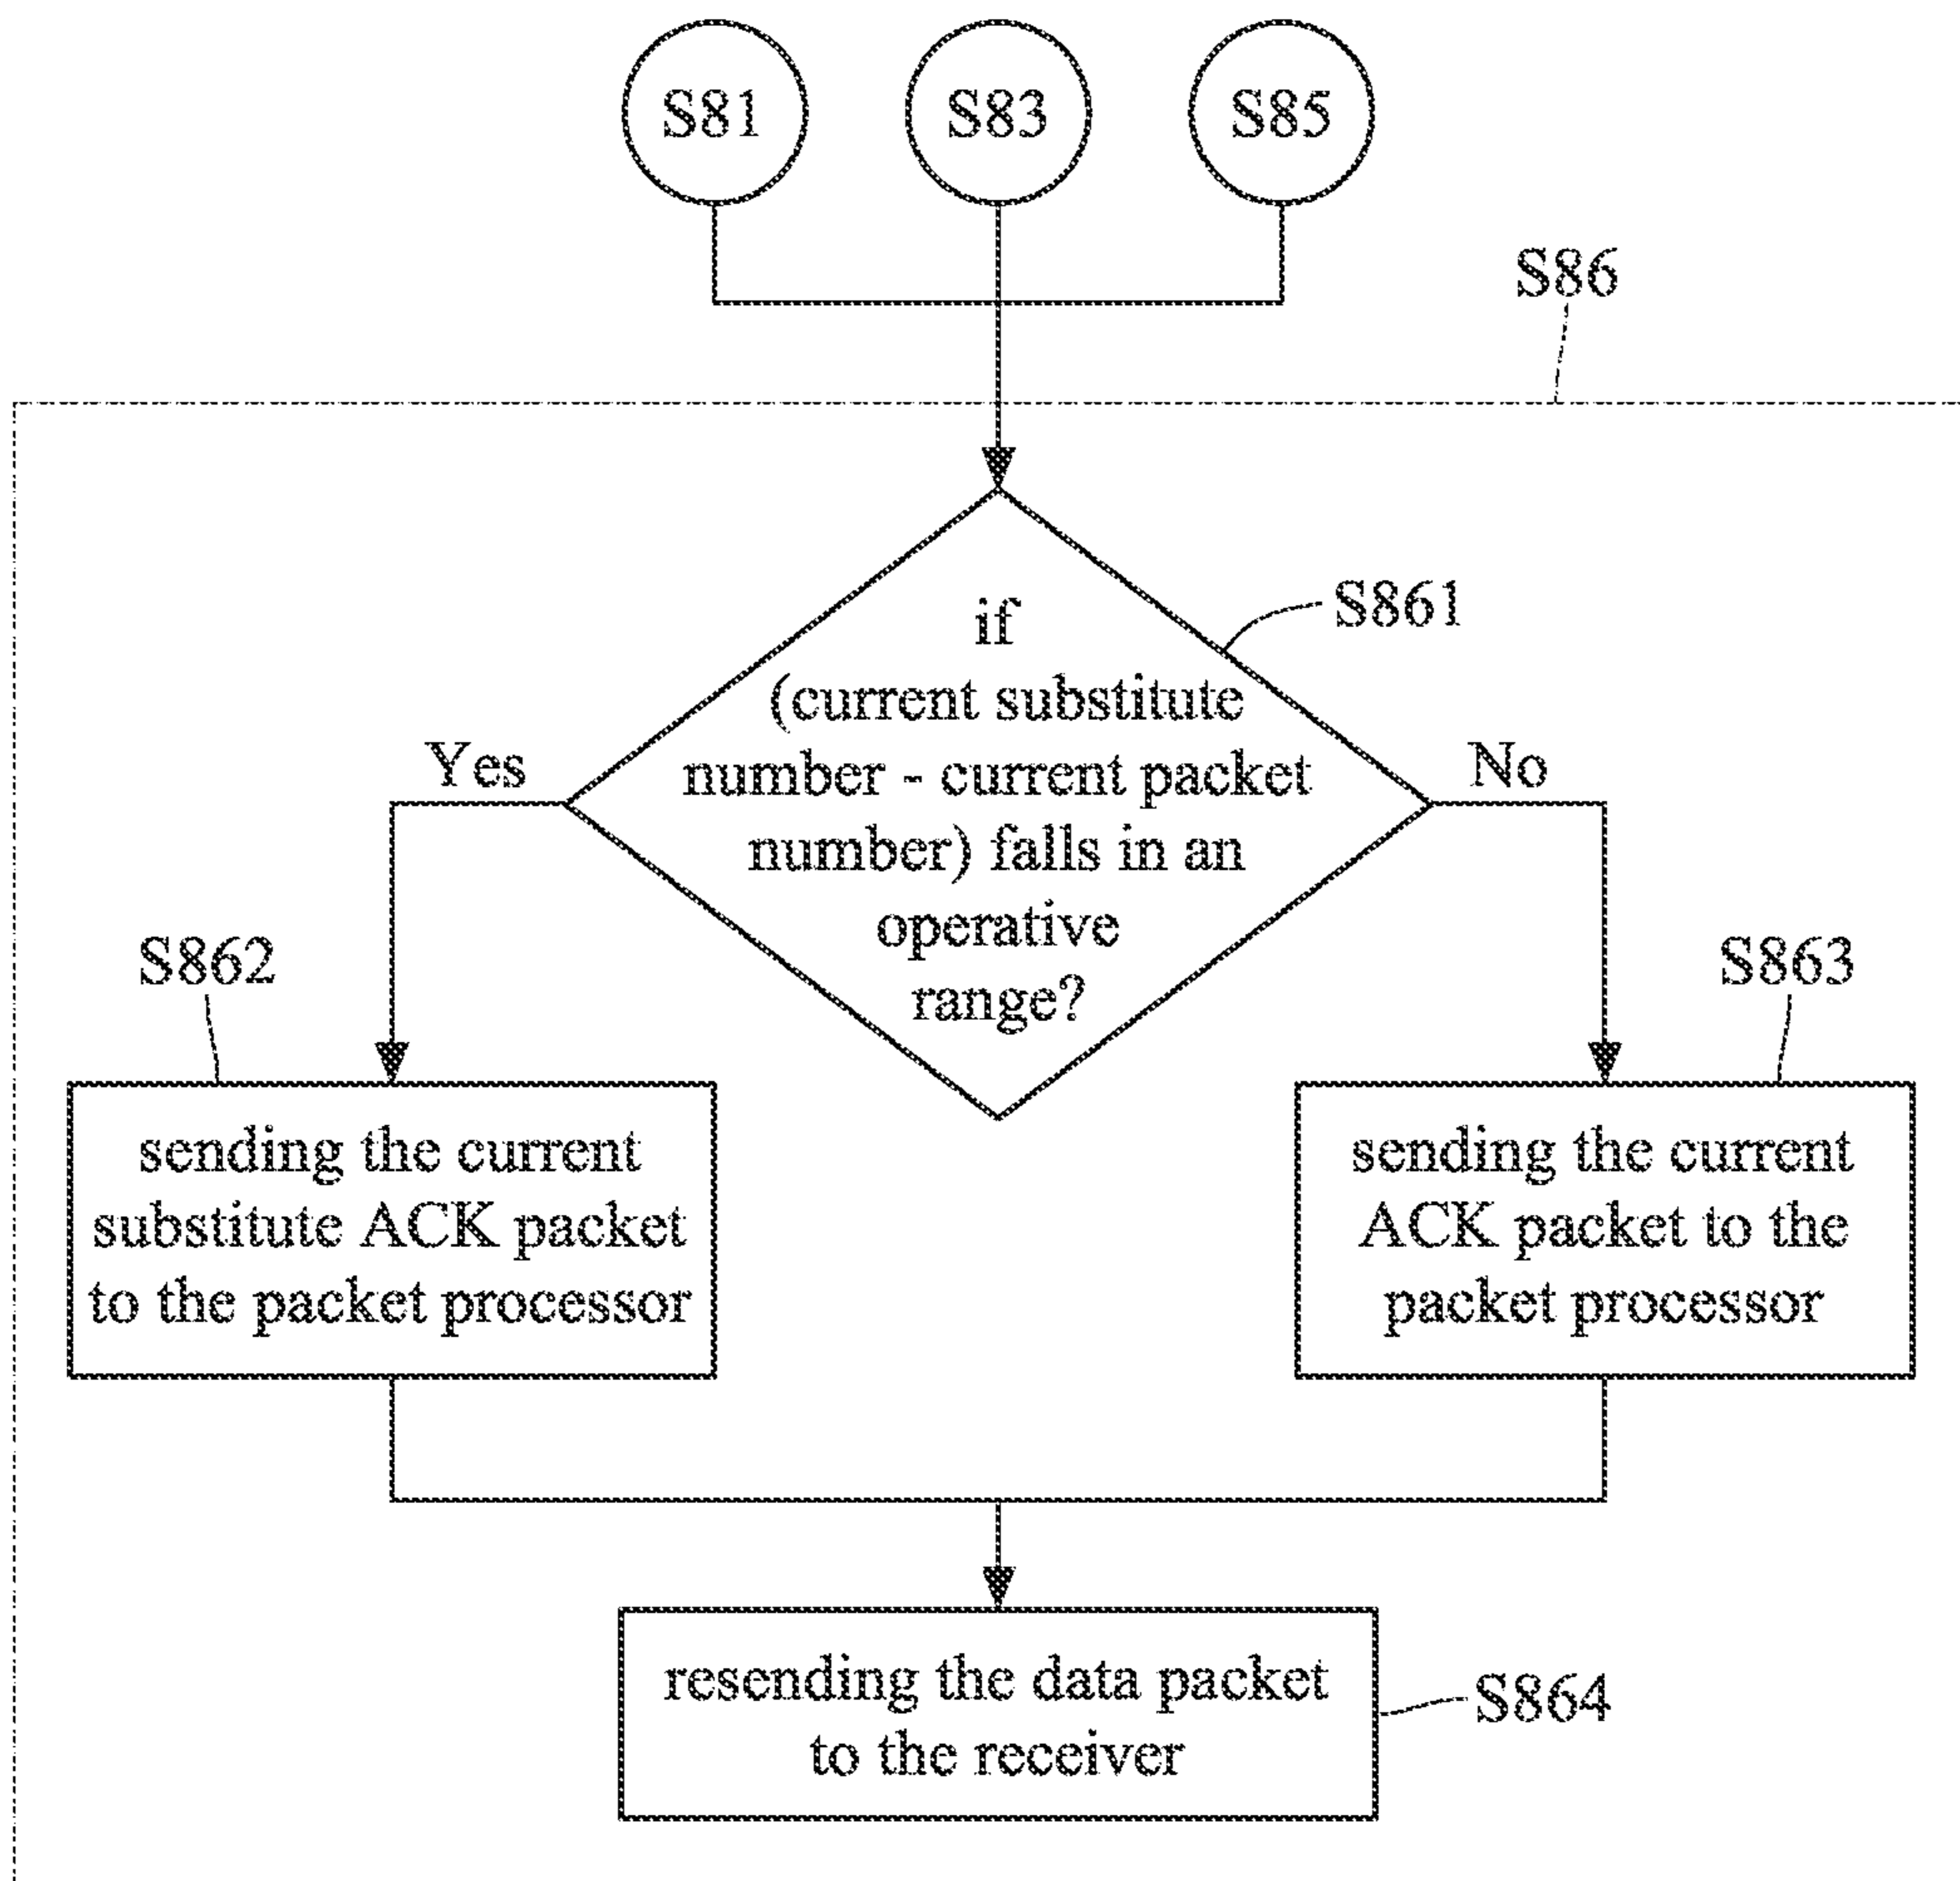 S81
S83
S85
S86
if
(current substitute
number - current packet
number) falls in an
operative
range?
S861
Yes
No
S862
S863
sending the current
substitute ACK packet
to the packet processor
sending the current
ACK packet to the
packet processor
resending the data packet
to the receiver
S864